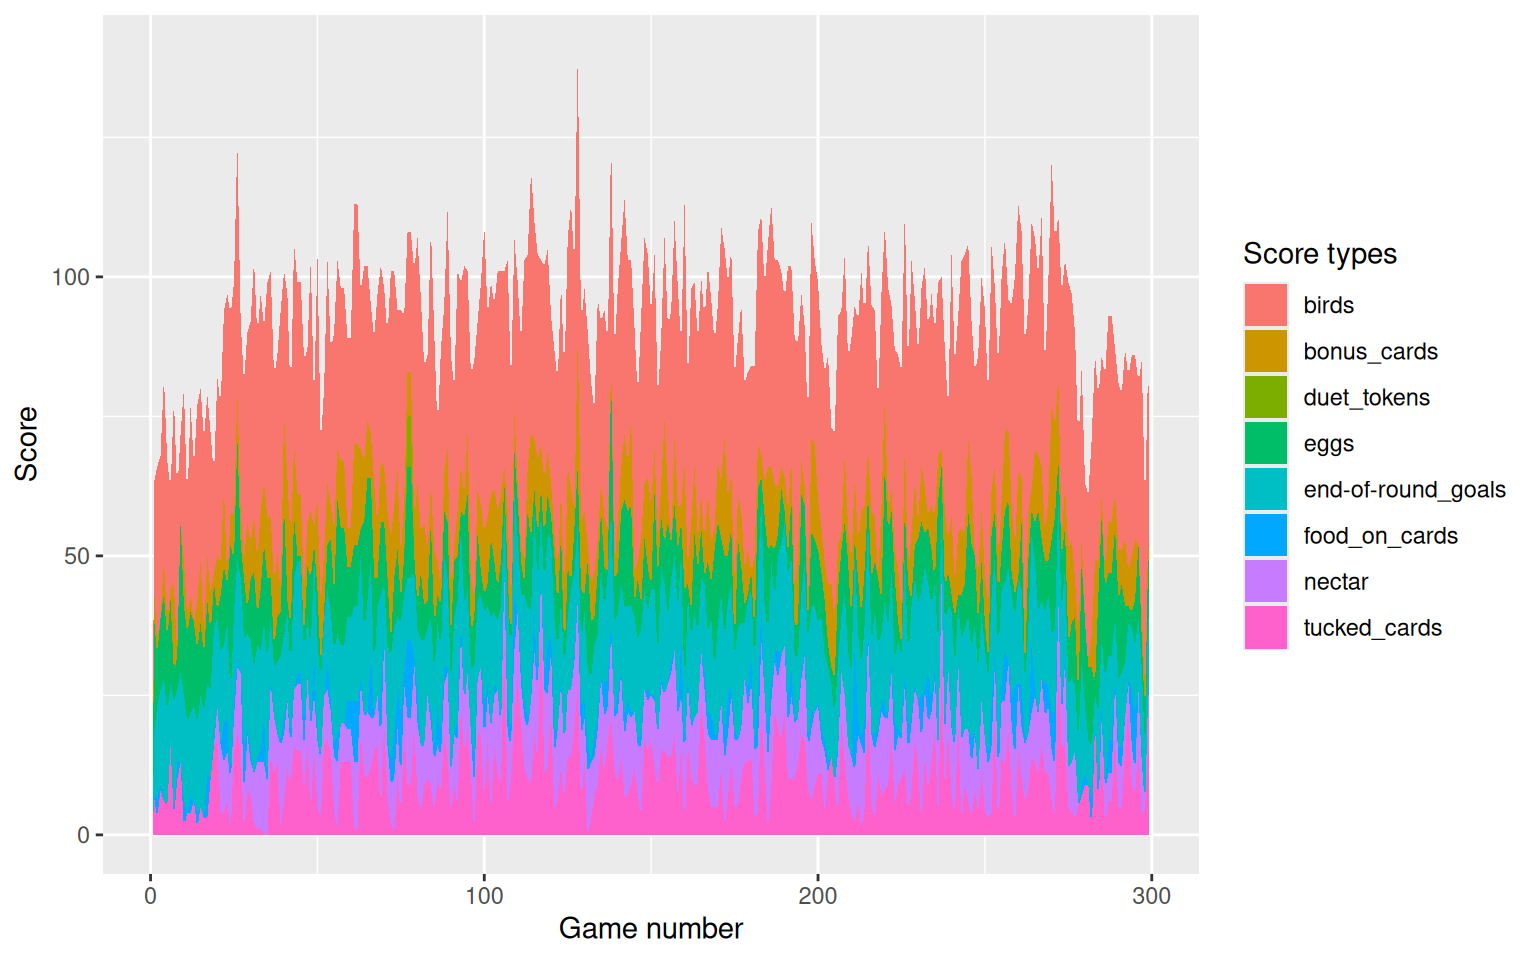 Score
100
50
0
0
100
200
300
Game number
Score types
birds
bonus_cards
duet_tokens
eggs
end-of-round_goals
food_on_cards
nectar
tucked_cards